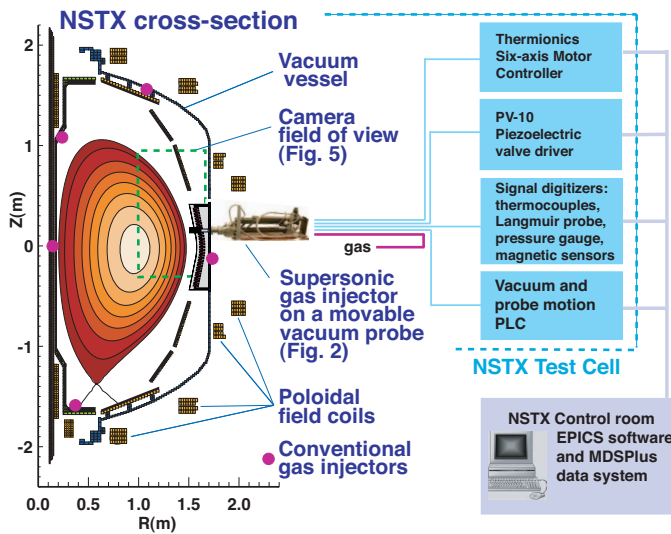 NSTX cross-section
2
1
0
-1
-2
Z(m)
0.0 0.5 1.0 1.5 2.0
R(m)
Vacuum
vessel
Camera
field of view
(Fig. 5)
gas
Supersonic
gas injector
on a movable
vacuum probe
(Fig. 2)
Poloidal
field coils
Conventional
gas injectors
Thermionics
Six-axis Motor
Controller
PV-10
Piezoelectric
valve driver
Signal digitizers:
thermocouples,
Langmuir probe,
pressure gauge,
magnetic sensors
Vacuum and
probe motion
PLC
NSTX Test Cell
NSTX Control room
EPICS software
and MDSPlus
data system